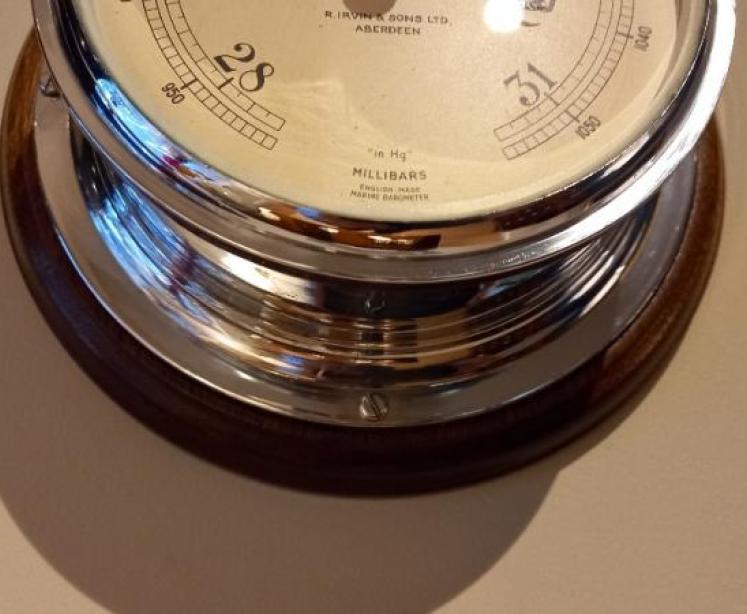 R. IRVIN & SONS LTD,
ABERDEEN
28
31
950
1040
1050
"in Hg"
MILLIBARS
ENGLISH MADE
MARINE BAROMETER